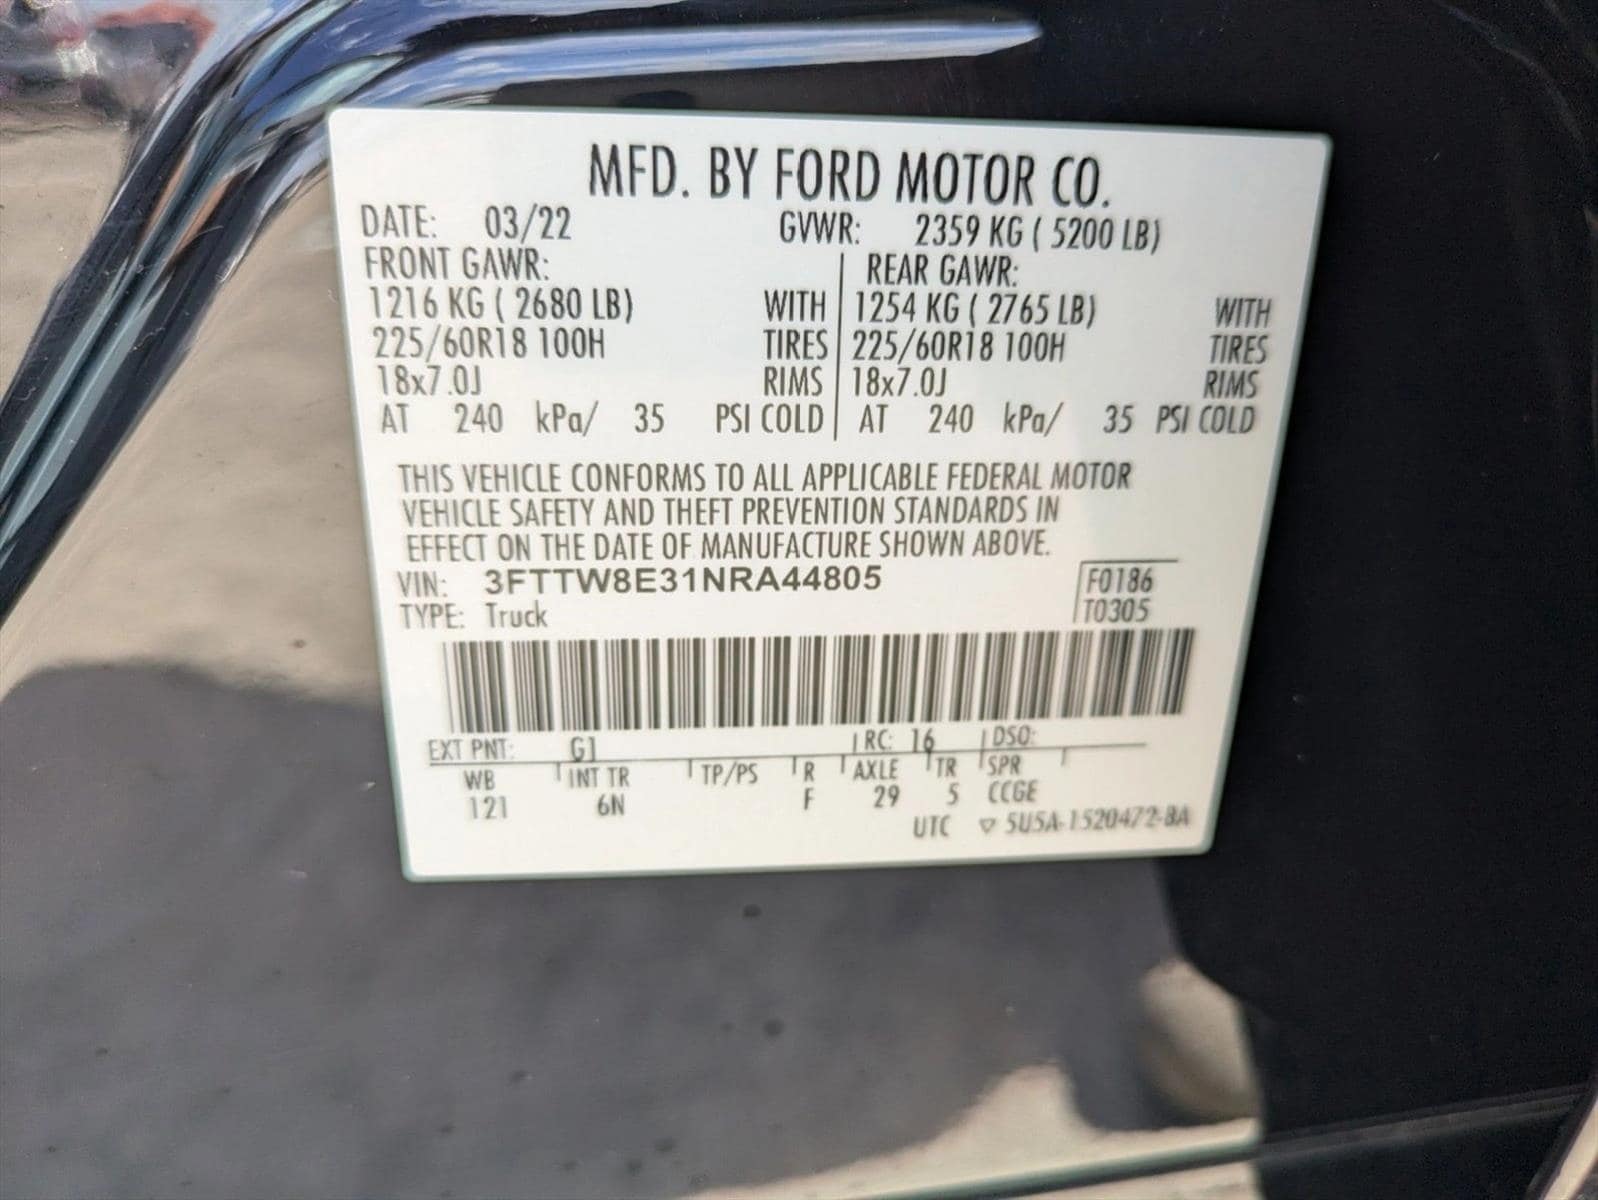 MFD. BY FORD MOTOR CO.
DATE: 03/22 GVWR: 2359 KG ( 5200 LB)
FRONT GAWR: REAR GAWR:
1216 KG ( 2680 LB) WITH 1254 KG ( 2765 LB) WITH
225/60R18 100H TIRES 225/60R18 100H TIRES
18x7.0J RIMS 18x7.0J RIMS
AT 240 kPa/ 35 PSI COLD AT 240 kPa/ 35 PSI COLD
THIS VEHICLE CONFORMS TO ALL APPLICABLE FEDERAL MOTOR
VEHICLE SAFETY AND THEFT PREVENTION STANDARDS IN
EFFECT ON THE DATE OF MANUFACTURE SHOWN ABOVE.
VIN: 3FTTW8E31NRA44805 F0186
TYPE: Truck T0305
EXT PNT: G1 RC: 16 DSO:
WB INT TR TP/PS R AXLE TR SPR
121 6N F 29 5 CCGE
UTC ▽ 5U5A-1520472-BA